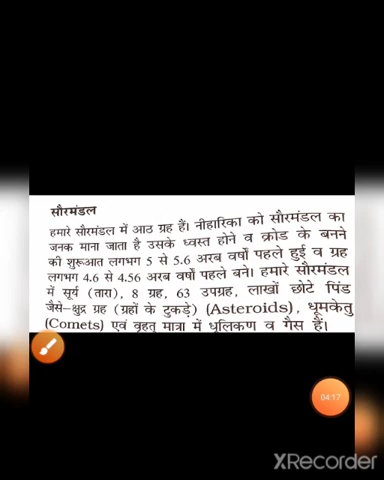 सौरमंडल
हमारे सौरमंडल में आठ ग्रह हैं। नीहारिका को सौरमंडल का
जनक माना जाता है उसके ध्वस्त होने व क्रोड के बनने
की शुरूआत लगभग 5 से 5.6 अरब वर्षों पहले हुई व ग्रह
लगभग 4.6 से 4.56 अरब वर्षों पहले बने। हमारे सौरमंडल
में सूर्य (तारा), 8 ग्रह, 63 उपग्रह, लाखों छोटे पिंड
जैसे–क्षुद्र ग्रह (ग्रहों के टुकड़े) (Asteroids), धूमकेतु
(Comets) एवं वृहत् मात्रा में धूलिकण व गैस हैं।
04:17
XRecorder